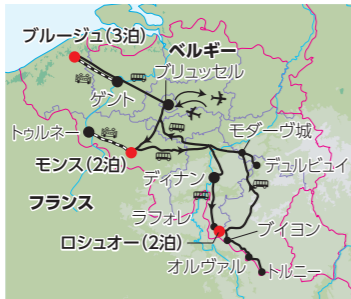 ブルージュ(3泊)
ベルギー
ブリュッセル
ゲント
トゥルネー
モダーヴ城
モンス(2泊)
デュルビュイ
ディナン
フランス
ラフォレ
ブイヨン
ロシュオー(2泊)
オルヴァル
トルニー